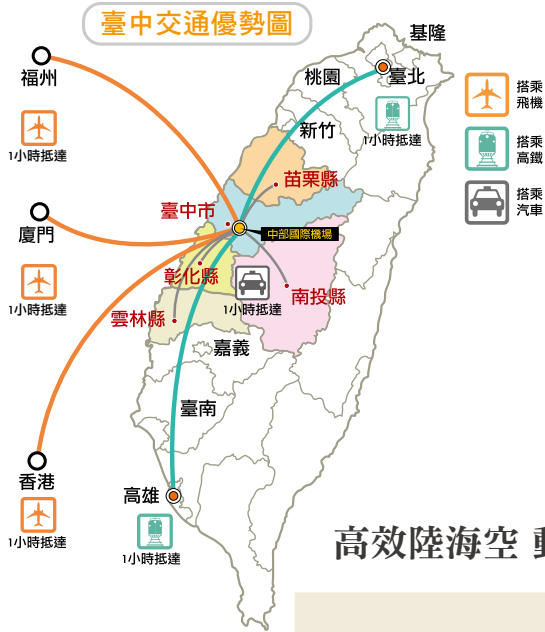 臺中交通優勢圖
基隆
福州
桃園
臺北
搭乘
飛機
1小時抵達
新竹
1小時抵達
搭乘
高鐵
苗栗縣
搭乘
汽車
臺中市
廈門
中部國際機場
彰化縣
南投縣
1小時抵達
雲林縣
1小時抵達
嘉義
臺南
香港
高雄
1小時抵達
1小時抵達
高效陸海空